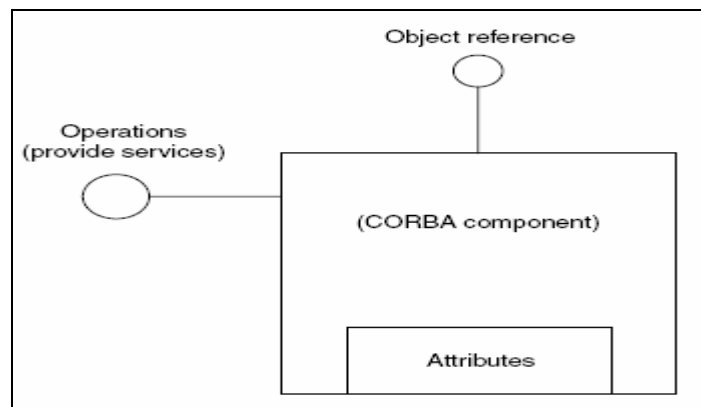 Object reference
Operations
(provide services)
(CORBA component)
Attributes